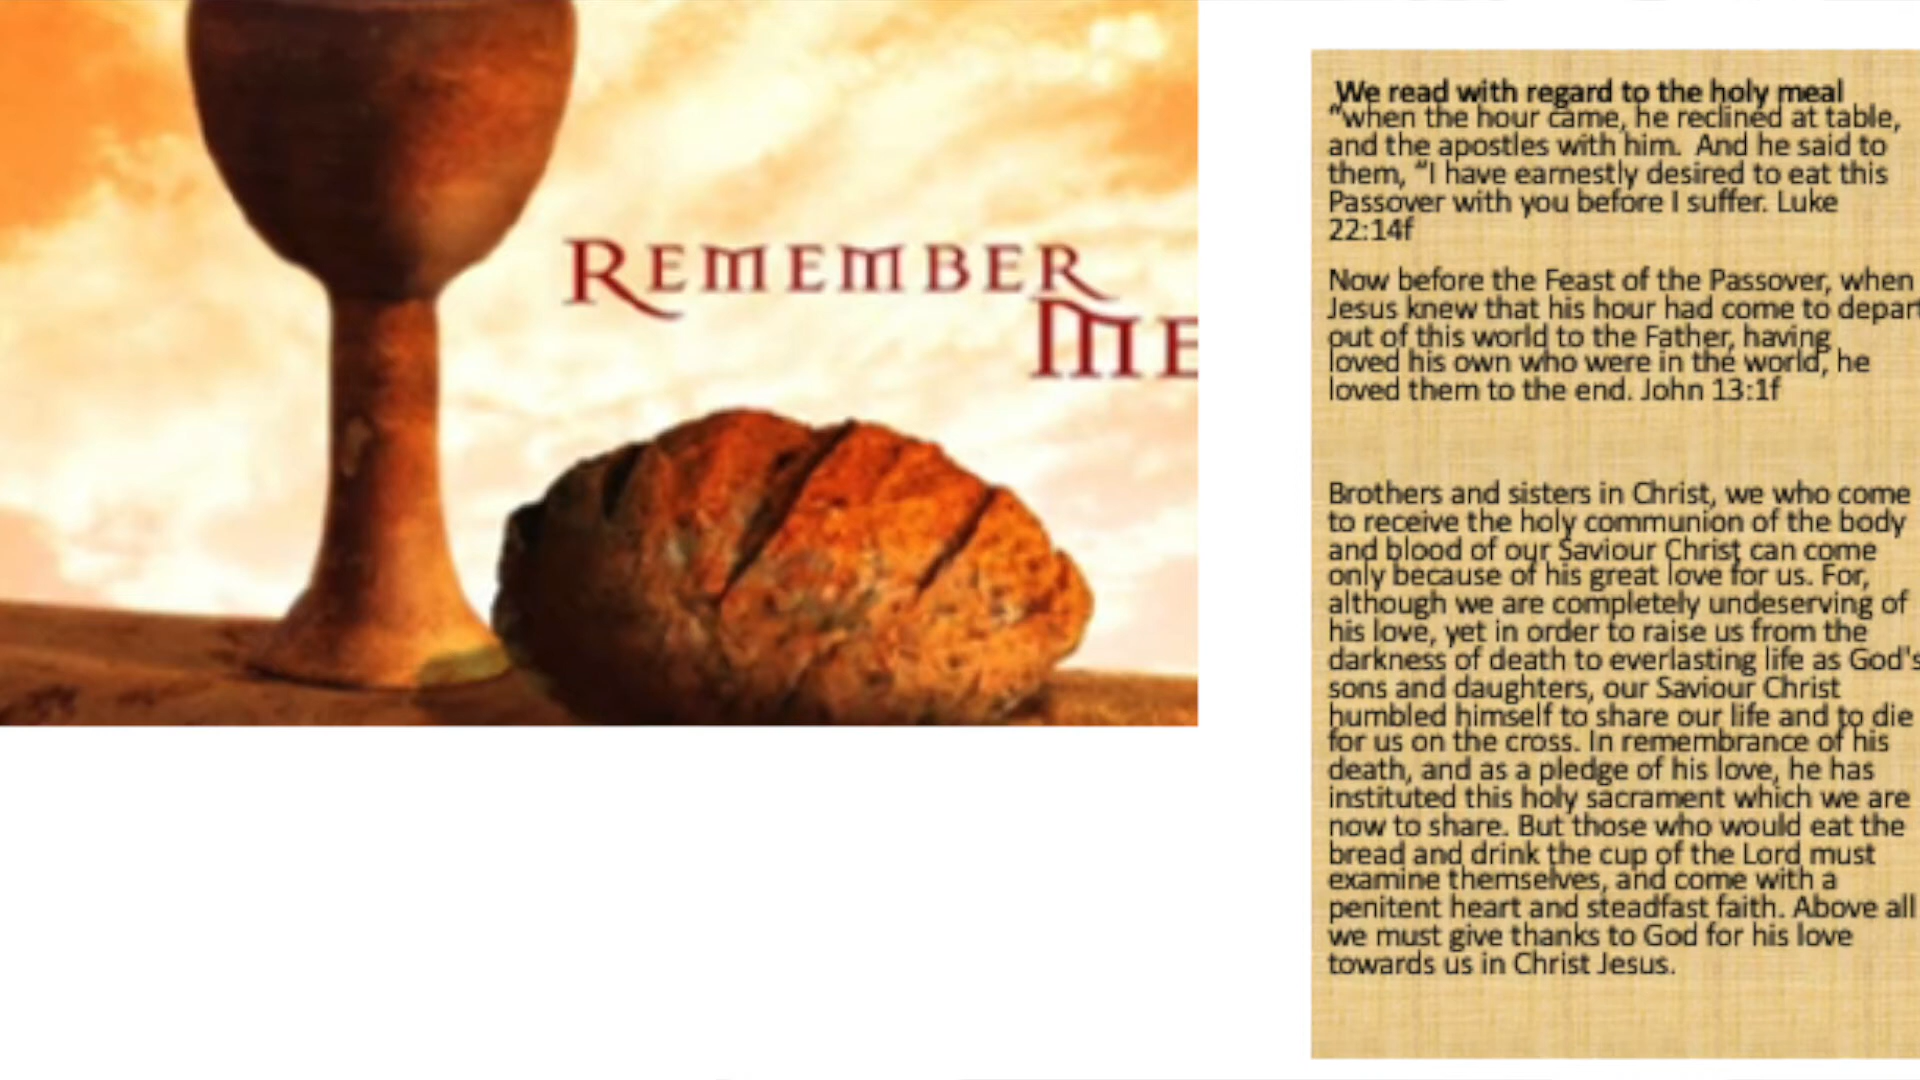 REMEMBER
ME
We read with regard to the holy meal
“when the hour came, he reclined at table,
and the apostles with him. And he said to
them, “I have earnestly desired to eat this
Passover with you before I suffer. Luke
22:14f
Now before the Feast of the Passover, when
Jesus knew that his hour had come to depart
out of this world to the Father, having
loved his own who were in the world, he
loved them to the end. John 13:1f
Brothers and sisters in Christ, we who come
to receive the holy communion of the body
and blood of our Saviour Christ can come
only because of his great love for us. For,
although we are completely undeserving of
his love, yet in order to raise us from the
darkness of death to everlasting life as God's
sons and daughters, our Saviour Christ
humbled himself to share our life and to die
for us on the cross. In remembrance of his
death, and as a pledge of his love, he has
instituted this holy sacrament which we are
now to share. But those who would eat the
bread and drink the cup of the Lord must
examine themselves, and come with a
penitent heart and steadfast faith. Above all
we must give thanks to God for his love
towards us in Christ Jesus.